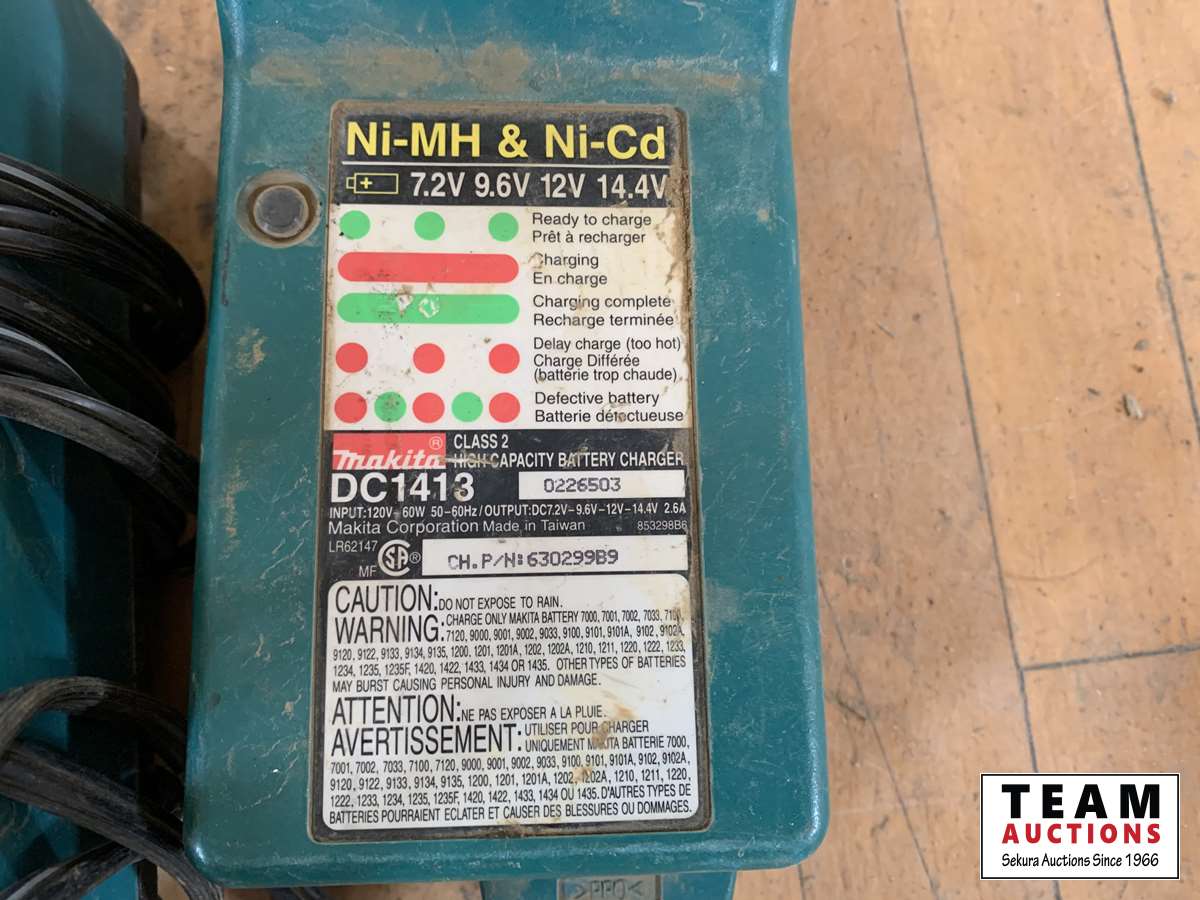 Ni-MH & Ni-Cd
7.2V 9.6V 12V 14.4V
Ready to charge
Prêt à recharger
Charging
En charge
Charging complete
Recharge terminée
Delay charge (too hot)
Charge Différée
(batterie trop chaude)
Defective battery
Batterie défectueuse
makita® CLASS 2
HIGH CAPACITY BATTERY CHARGER
DC1413 0226503
INPUT:120V 60W 50-60Hz/OUTPUT:DC7.2V-9.6V-12V-14.4V 2.6A
Makita Corporation Made in Taiwan 853298B6
LR62147 SA®
MF CH.P/N:630299B9
CAUTION: DO NOT EXPOSE TO RAIN.
WARNING: CHARGE ONLY MAKITA BATTERY 7000, 7001, 7002, 7033, 7100,
7120, 9000, 9001, 9002, 9033, 9100, 9101, 9101A, 9102, 9102A,
9120, 9122, 9133, 9134, 9135, 1200, 1201, 1201A, 1202, 1202A, 1210, 1211, 1220, 1222, 1233,
1234, 1235, 1235F, 1420, 1422, 1433, 1434 OR 1435. OTHER TYPES OF BATTERIES
MAY BURST CAUSING PERSONAL INJURY AND DAMAGE.
ATTENTION: NE PAS EXPOSER A LA PLUIE.
AVERTISSEMENT: UTILISER POUR CHARGER
UNIQUEMENT MAKITA BATTERIE 7000,
7001, 7002, 7033, 7100, 7120, 9000, 9001, 9002, 9033, 9100, 9101, 9101A, 9102, 9102A,
9120, 9122, 9133, 9134, 9135, 1200, 1201, 1201A, 1202, 1202A, 1210, 1211, 1220,
1222, 1233, 1234, 1235, 1235F, 1420, 1422, 1433, 1434 OU 1435. D'AUTRES TYPES DE
BATTERIES POURRAIENT ECLATER ET CAUSER DES BLESSURES OU DOMMAGES.
>PPO<
TEAM
AUCTIONS
Sekura Auctions Since 1966